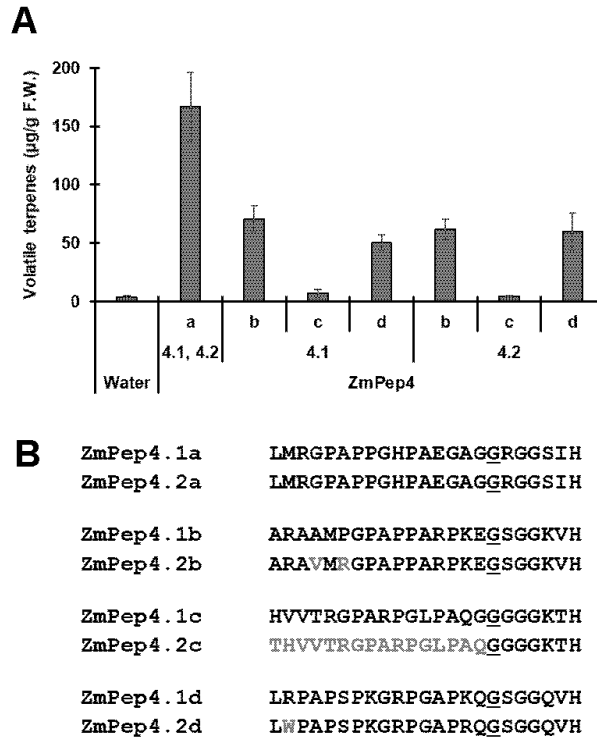 A
Volatile terpenes (µg/g F.W.)
200
150
100
50
0
a b c d b c d
4.1, 4.2 4.1 4.2
Water ZmPep4
B
ZmPep4.1a LMRGPAPPGHPAEGAGGRGGSIH
ZmPep4.2a LMRGPAPPGHPAEGAGGRGGSIH
ZmPep4.1b ARAAMPGPAPPARPKEGSGGKVH
ZmPep4.2b ARAVMRGPAPPARPKEGSGGKVH
ZmPep4.1c HVVTRGPARPGLPAQGGGGGKTH
ZmPep4.2c THVVTRGPARPGLPAQGGGGKTH
ZmPep4.1d LRPAPSPKGRPGAPKQGSGGQVH
ZmPep4.2d LWPAPSPKGRPGAPRQGSGGQVH